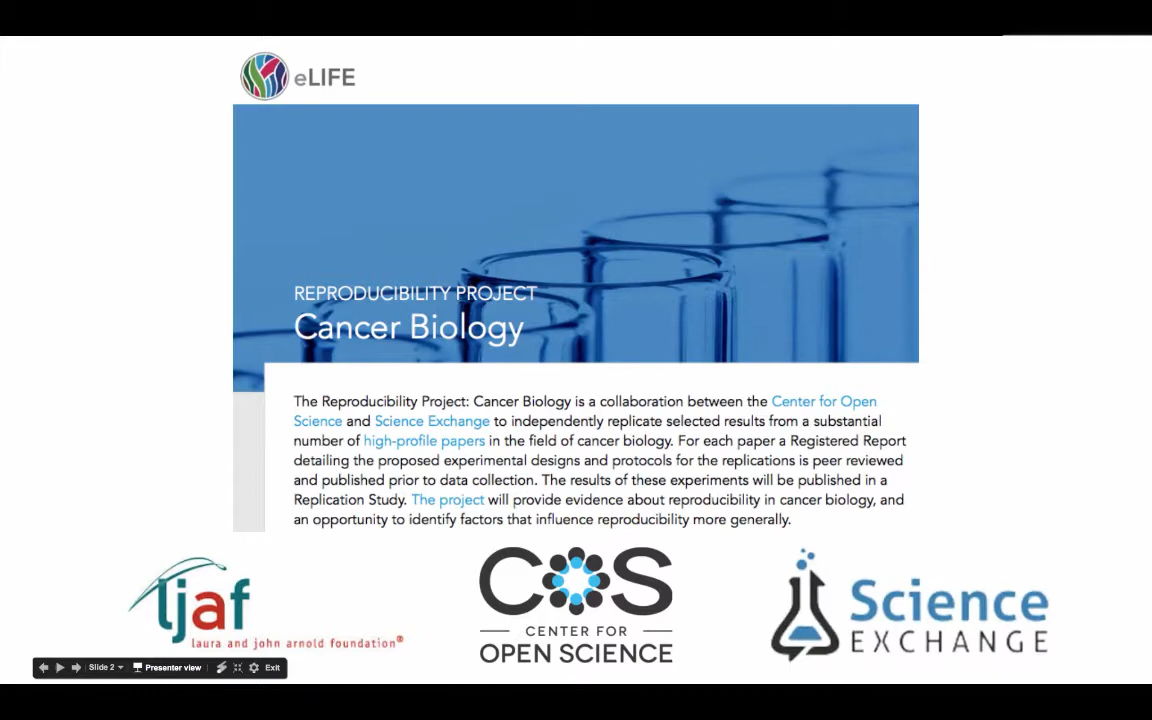 eLIFE
REPRODUCIBILITY PROJECT
Cancer Biology
The Reproducibility Project: Cancer Biology is a collaboration between the Center for Open
Science and Science Exchange to independently replicate selected results from a substantial
number of high-profile papers in the field of cancer biology. For each paper a Registered Report
detailing the proposed experimental designs and protocols for the replications is peer reviewed
and published prior to data collection. The results of these experiments will be published in a
Replication Study. The project will provide evidence about reproducibility in cancer biology, and
an opportunity to identify factors that influence reproducibility more generally.
ljaf
laura and john arnold foundation®
COS
CENTER FOR
OPEN SCIENCE
Science
EXCHANGE
Slide 2
Presenter view
Exit